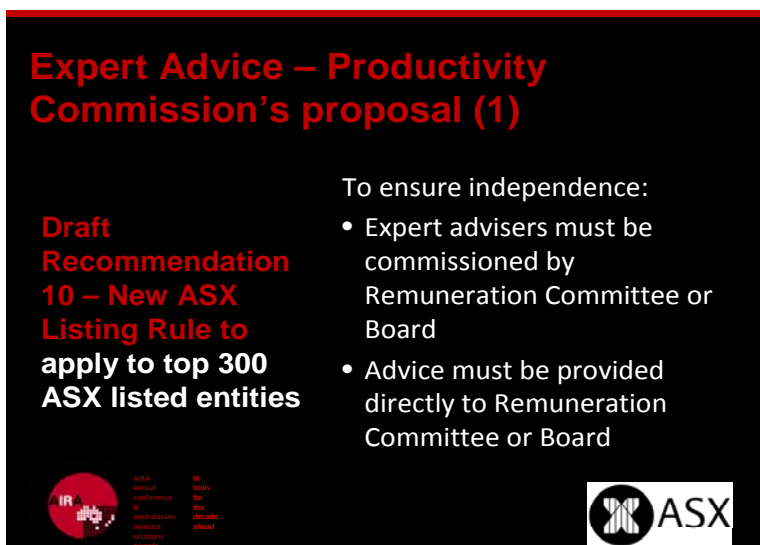 Expert Advice – Productivity
Commission's proposal (1)
Draft
Recommendation
10 – New ASX
Listing Rule to
apply to top 300
ASX listed entities
To ensure independence:
• Expert advisers must be
commissioned by
Remuneration Committee or
Board
• Advice must be provided
directly to Remuneration
Committee or Board
AIRA
AIRA
annual
conference
&
australasian
investor
relations
IR
tools
for
the
decade
ahead
ASX